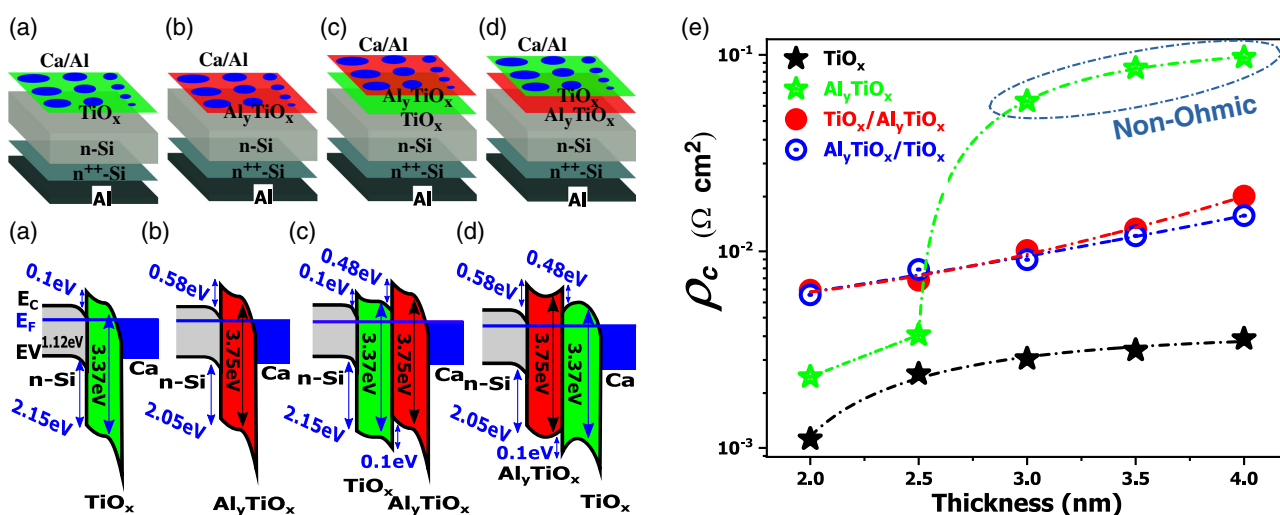 (a)
Ca/Al
TiOx
n-Si
n++-Si
Al
(b)
Ca/Al
AlyTiOx
n-Si
n++-Si
Al
(c)
Ca/Al
AlyTiOx
TiOx
n-Si
n++-Si
Al
(d)
Ca/Al
TiOx
AlyTiOx
n-Si
n++-Si
Al
(a)
0.1eV
EC
EF
EV
1.12eV
3.37eV
n-Si
Ca
2.15eV
TiOx
(b)
0.58eV
3.75eV
n-Si
Ca
2.05eV
AlyTiOx
(c)
0.48eV
0.1eV
3.37eV
3.75eV
n-Si
Ca
2.15eV
0.1eV
TiOx
AlyTiOx
(d)
0.48eV
0.58eV
3.75eV
3.37eV
n-Si
Ca
2.05eV
0.1eV
AlyTiOx
TiOx
(e)
TiOx
AlyTiOx
TiOx/AlyTiOx
AlyTiOx/TiOx
Non-Ohmic
ρc (Ω cm2)
10-1
10-2
10-3
2.0 2.5 3.0 3.5 4.0
Thickness (nm)